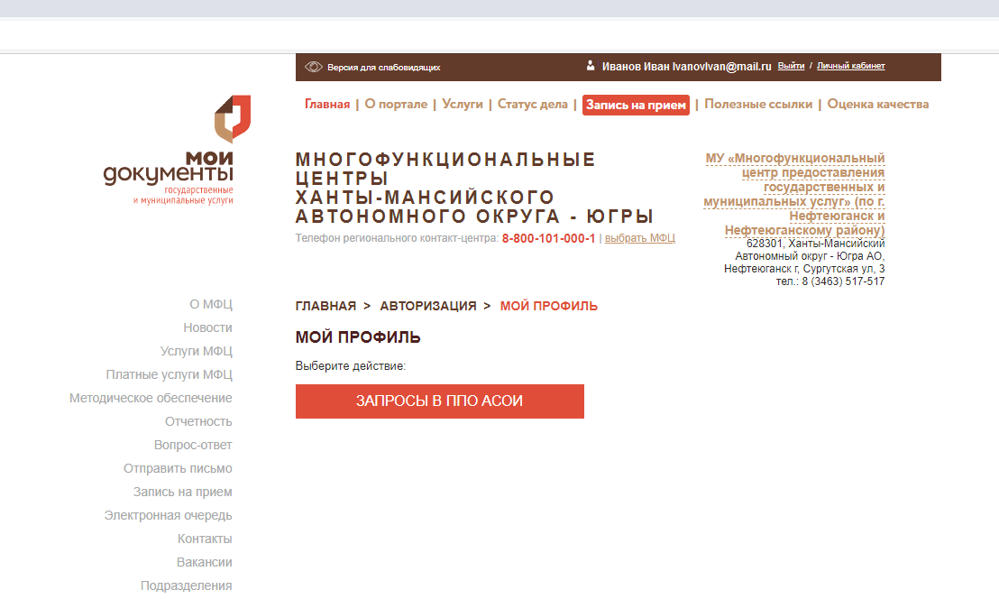 Версия для слабовидящих
Иванов Иван IvanovIvan@mail.ru Выйти / Личный кабинет
Главная | О портале | Услуги | Статус дела | Запись на прием | Полезные ссылки | Оценка качества
мои
документы
государственные
и муниципальные услуги
МНОГОФУНКЦИОНАЛЬНЫЕ
ЦЕНТРЫ
ХАНТЫ-МАНСИЙСКОГО
АВТОНОМНОГО ОКРУГА - ЮГРЫ
Телефон регионального контакт-центра: 8-800-101-000-1 | выбрать МФЦ
МУ «Многофункциональный
центр предоставления
государственных и
муниципальных услуг» (по г.
Нефтеюганск и
Нефтеюганскому району)
628301, Ханты-Мансийский
Автономный округ - Югра АО,
Нефтеюганск г, Сургутская ул, 3
тел.: 8 (3463) 517-517
О МФЦ
Новости
Услуги МФЦ
Платные услуги МФЦ
Методическое обеспечение
Отчетность
Вопрос-ответ
Отправить письмо
Запись на прием
Электронная очередь
Контакты
Вакансии
Подразделения
ГЛАВНАЯ > АВТОРИЗАЦИЯ > МОЙ ПРОФИЛЬ
МОЙ ПРОФИЛЬ
Выберите действие:
ЗАПРОСЫ В ППО АСОИ